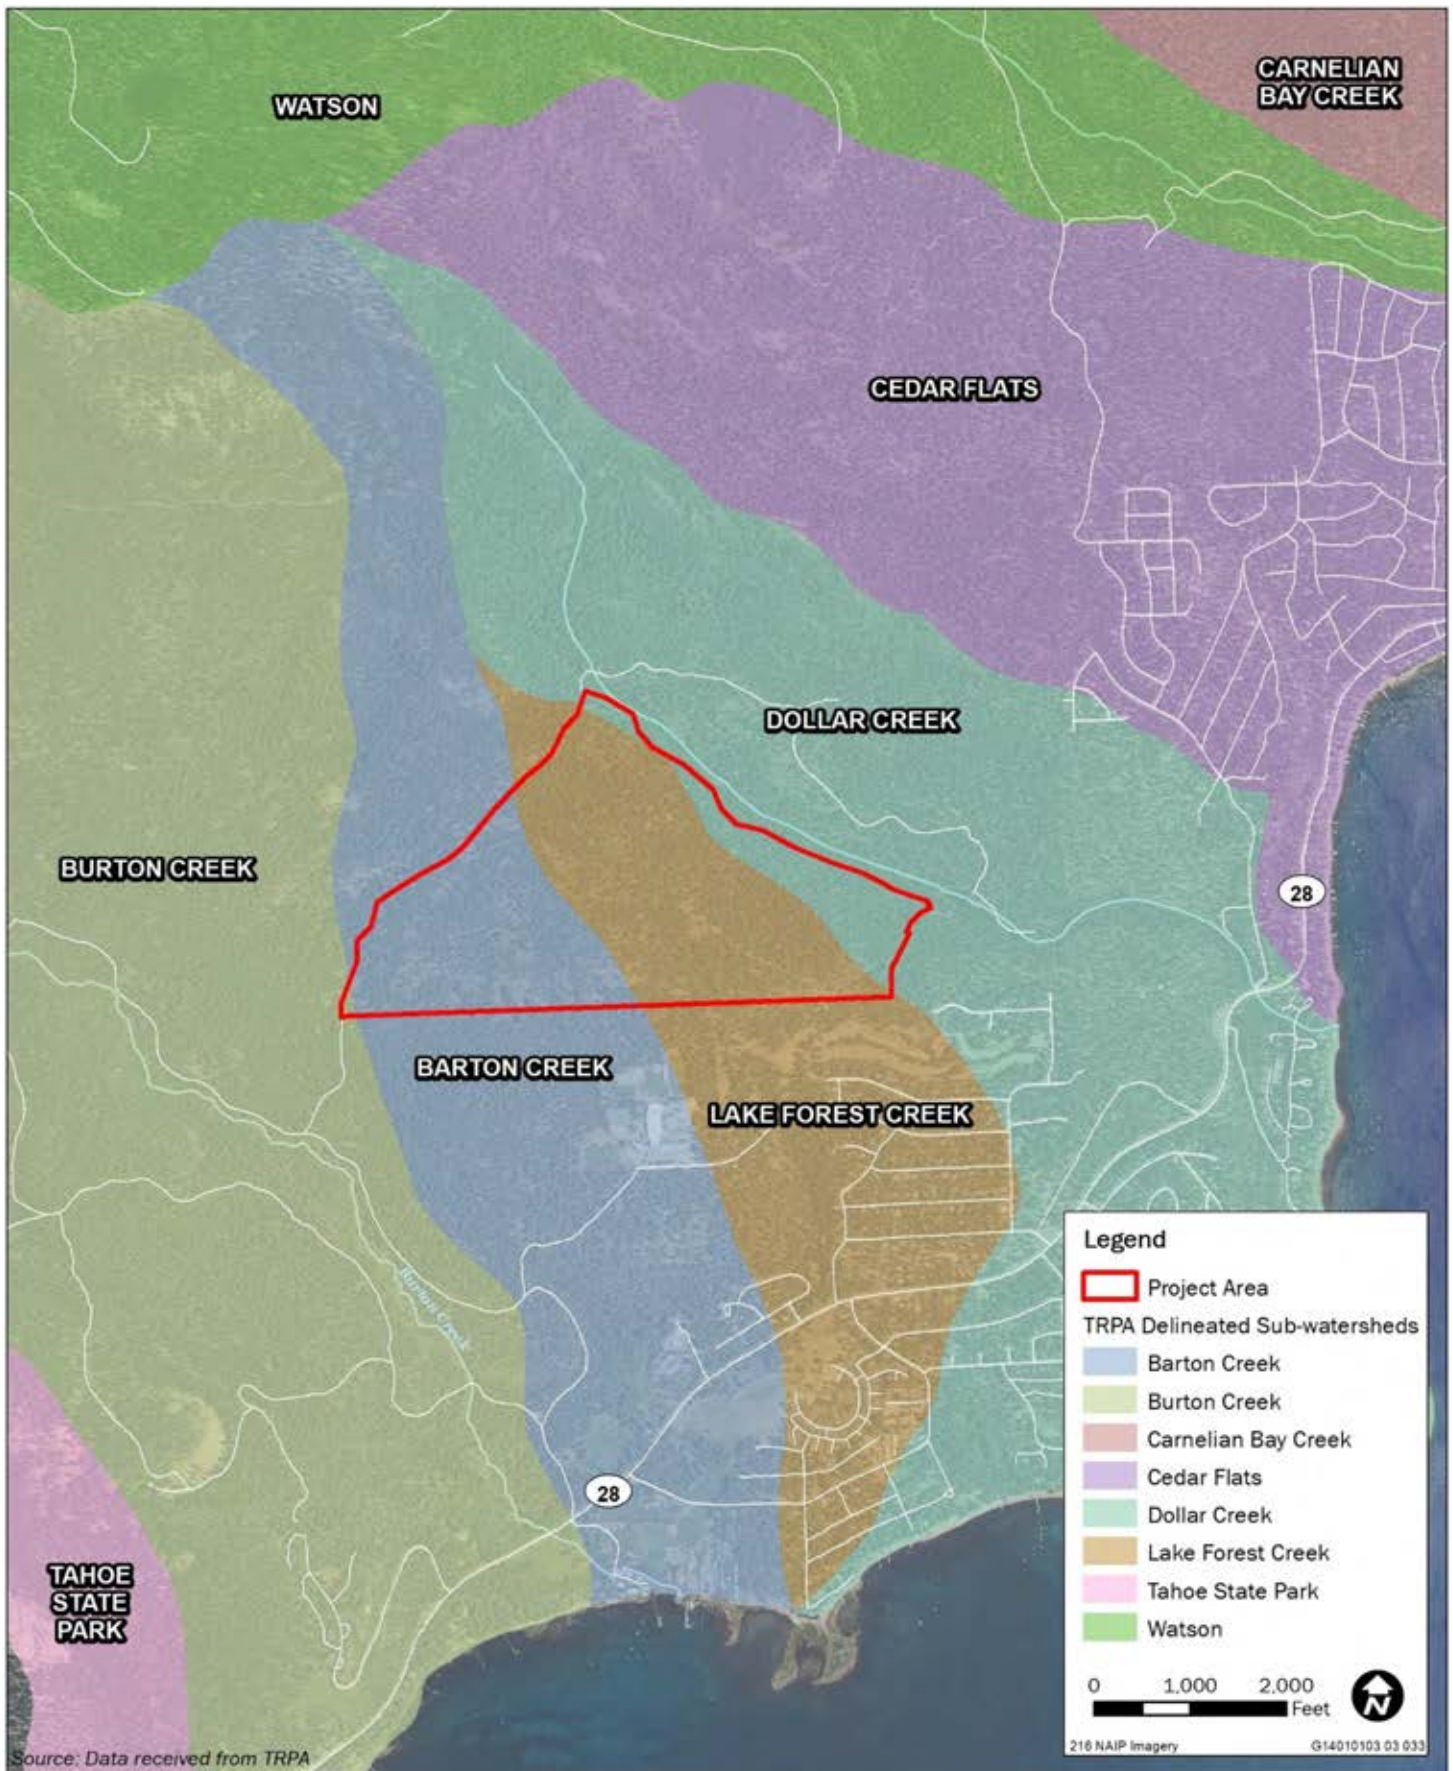 WATSON
CARNELIAN
BAY CREEK
CEDAR FLATS
DOLLAR CREEK
BURTON CREEK
28
BARTON CREEK
LAKE FOREST CREEK
Burton Creek
28
TAHOE
STATE
PARK
Source: Data received from TRPA
Legend
Project Area
TRPA Delineated Sub-watersheds
Barton Creek
Burton Creek
Carnelian Bay Creek
Cedar Flats
Dollar Creek
Lake Forest Creek
Tahoe State Park
Watson
0 1,000 2,000
Feet
N
216 NAIP Imagery
G14010103 03 033